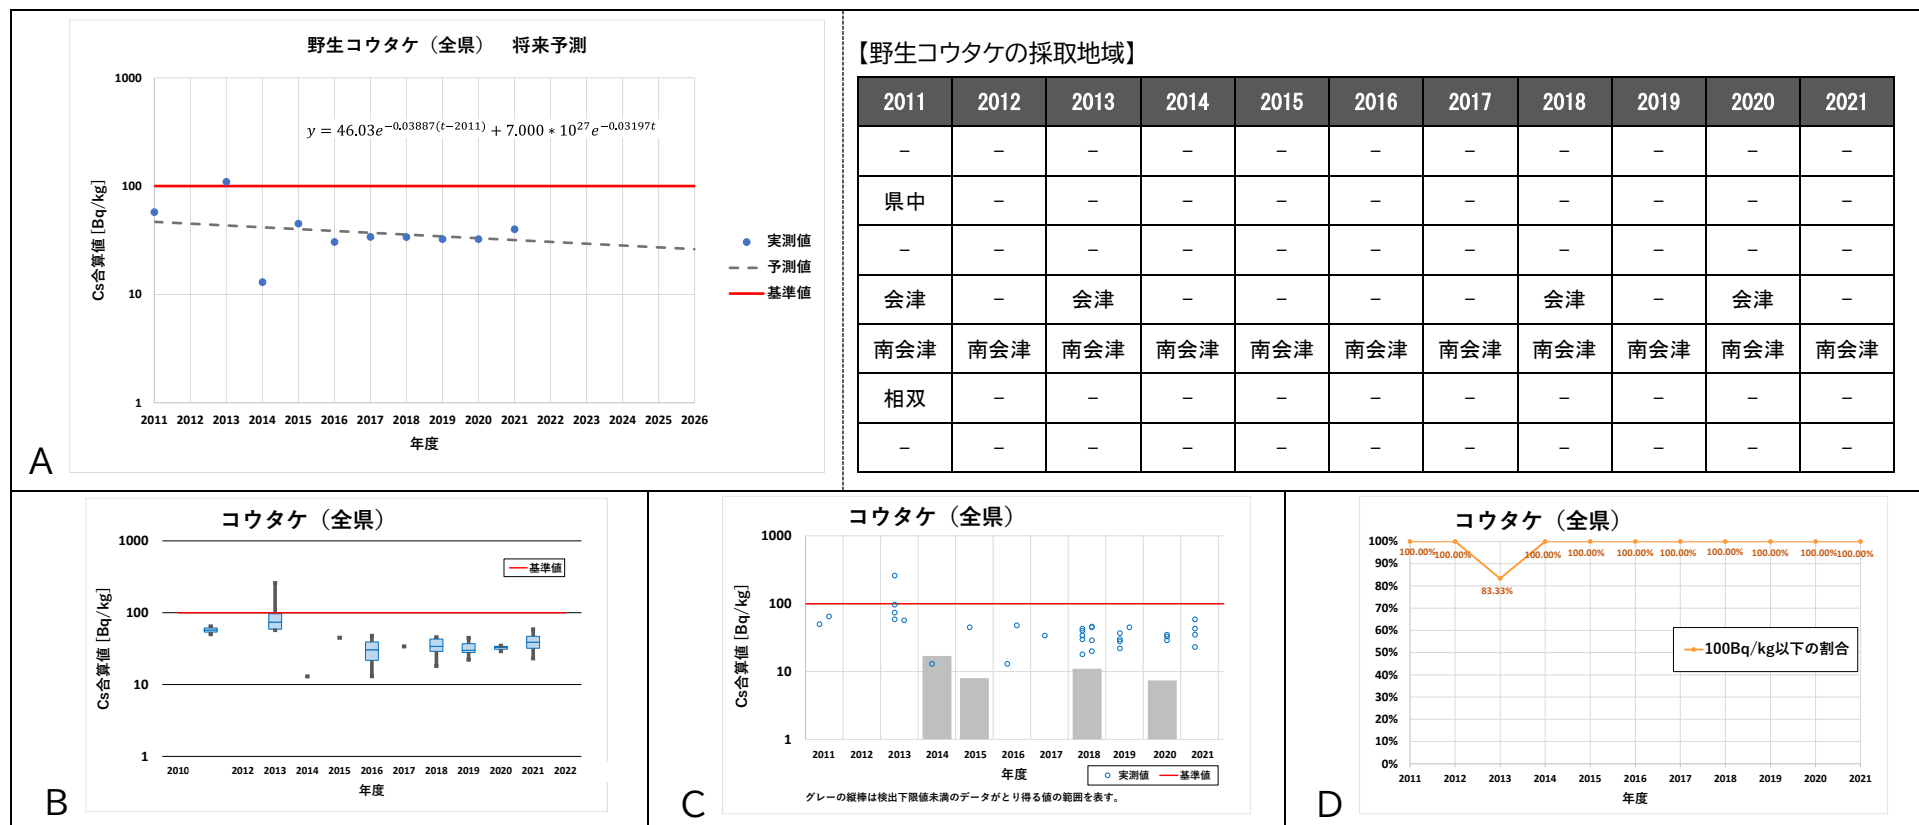 野生コウタケ（全県）　将来予測
1000
100
10
1
Cs合算値 [Bq/kg]
y = 46.03e^{-0.03887(t-2011)} + 7.000 * 10^{27}e^{-0.03197t}
実測値
予測値
基準値
2011 2012 2013 2014 2015 2016 2017 2018 2019 2020 2021 2022 2023 2024 2025 2026
年度
A
【野生コウタケの採取地域】
2011 2012 2013 2014 2015 2016 2017 2018 2019 2020 2021
– – – – – – – – – – –
県中 – – – – – – – – – –
– – – – – – – – – – –
会津 – 会津 – – – – 会津 – 会津 –
南会津 南会津 南会津 南会津 南会津 南会津 南会津 南会津 南会津 南会津 南会津
相双 – – – – – – – – – –
– – – – – – – – – – –
コウタケ（全県）
1000
100
10
1
Cs合算値 [Bq/kg]
基準値
2010 2012 2013 2014 2015 2016 2017 2018 2019 2020 2021 2022
年度
B
コウタケ（全県）
1000
100
10
1
Cs合算値 [Bq/kg]
2011 2012 2013 2014 2015 2016 2017 2018 2019 2020 2021
年度
実測値 基準値
グレーの縦棒は検出下限値未満のデータがとり得る値の範囲を表す。
C
コウタケ（全県）
100%
90%
80%
70%
60%
50%
40%
30%
20%
10%
0%
100.00% 100.00% 83.33% 100.00% 100.00% 100.00% 100.00% 100.00% 100.00% 100.00% 100.00%
100Bq/kg以下の割合
2011 2012 2013 2014 2015 2016 2017 2018 2019 2020 2021
年度
D